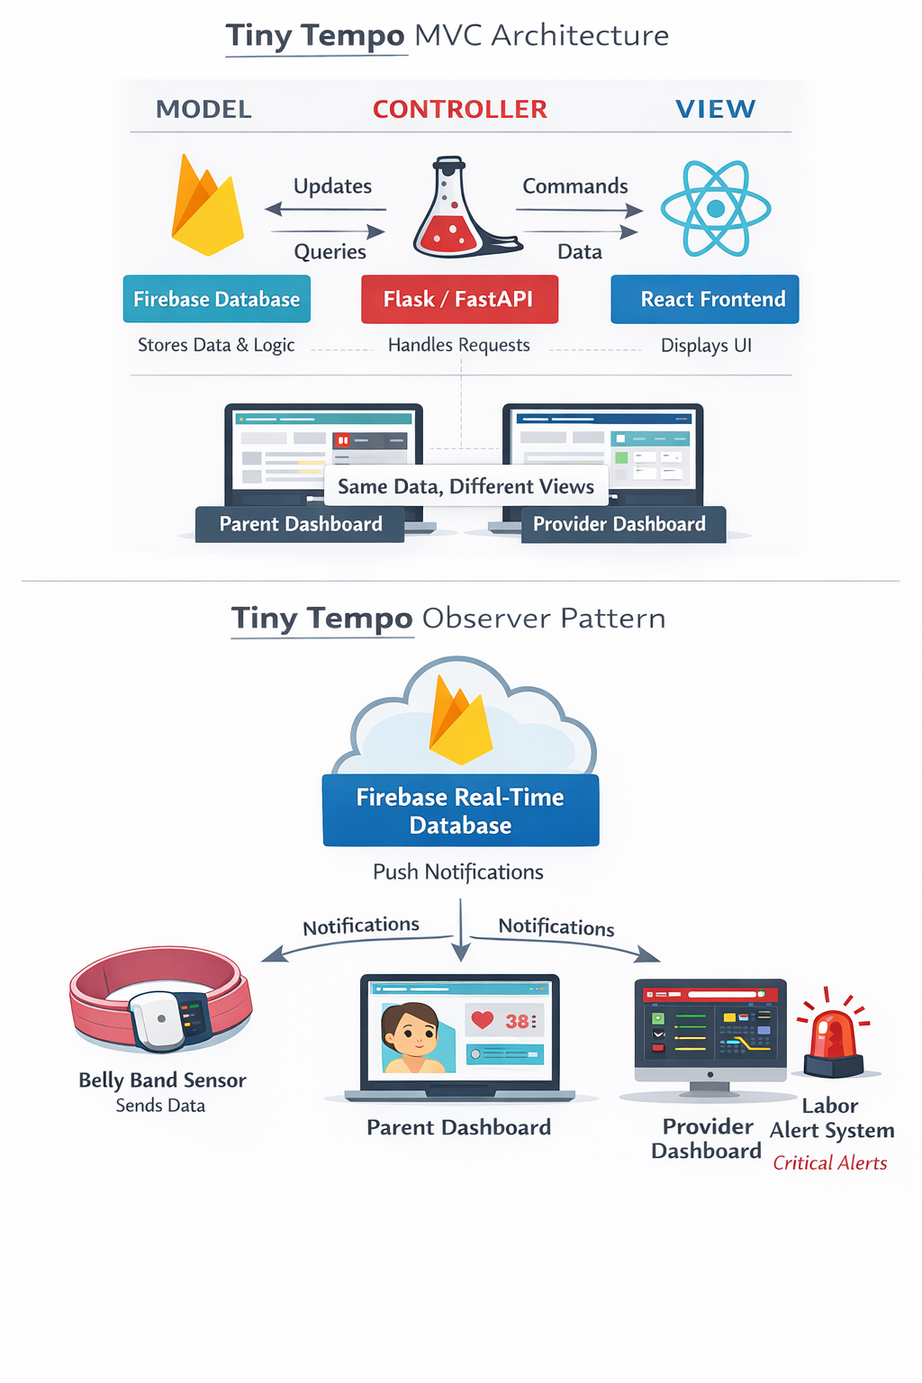 Tiny Tempo MVC Architecture
MODEL
CONTROLLER
VIEW
Updates
Commands
Queries
Data
Firebase Database
Flask / FastAPI
React Frontend
Stores Data & Logic
Handles Requests
Displays UI
Same Data, Different Views
Parent Dashboard
Provider Dashboard
Tiny Tempo Observer Pattern
Firebase Real-Time
Database
Push Notifications
Notifications
Notifications
38
Belly Band Sensor
Sends Data
Parent Dashboard
Provider
Dashboard
Labor
Alert System
Critical Alerts